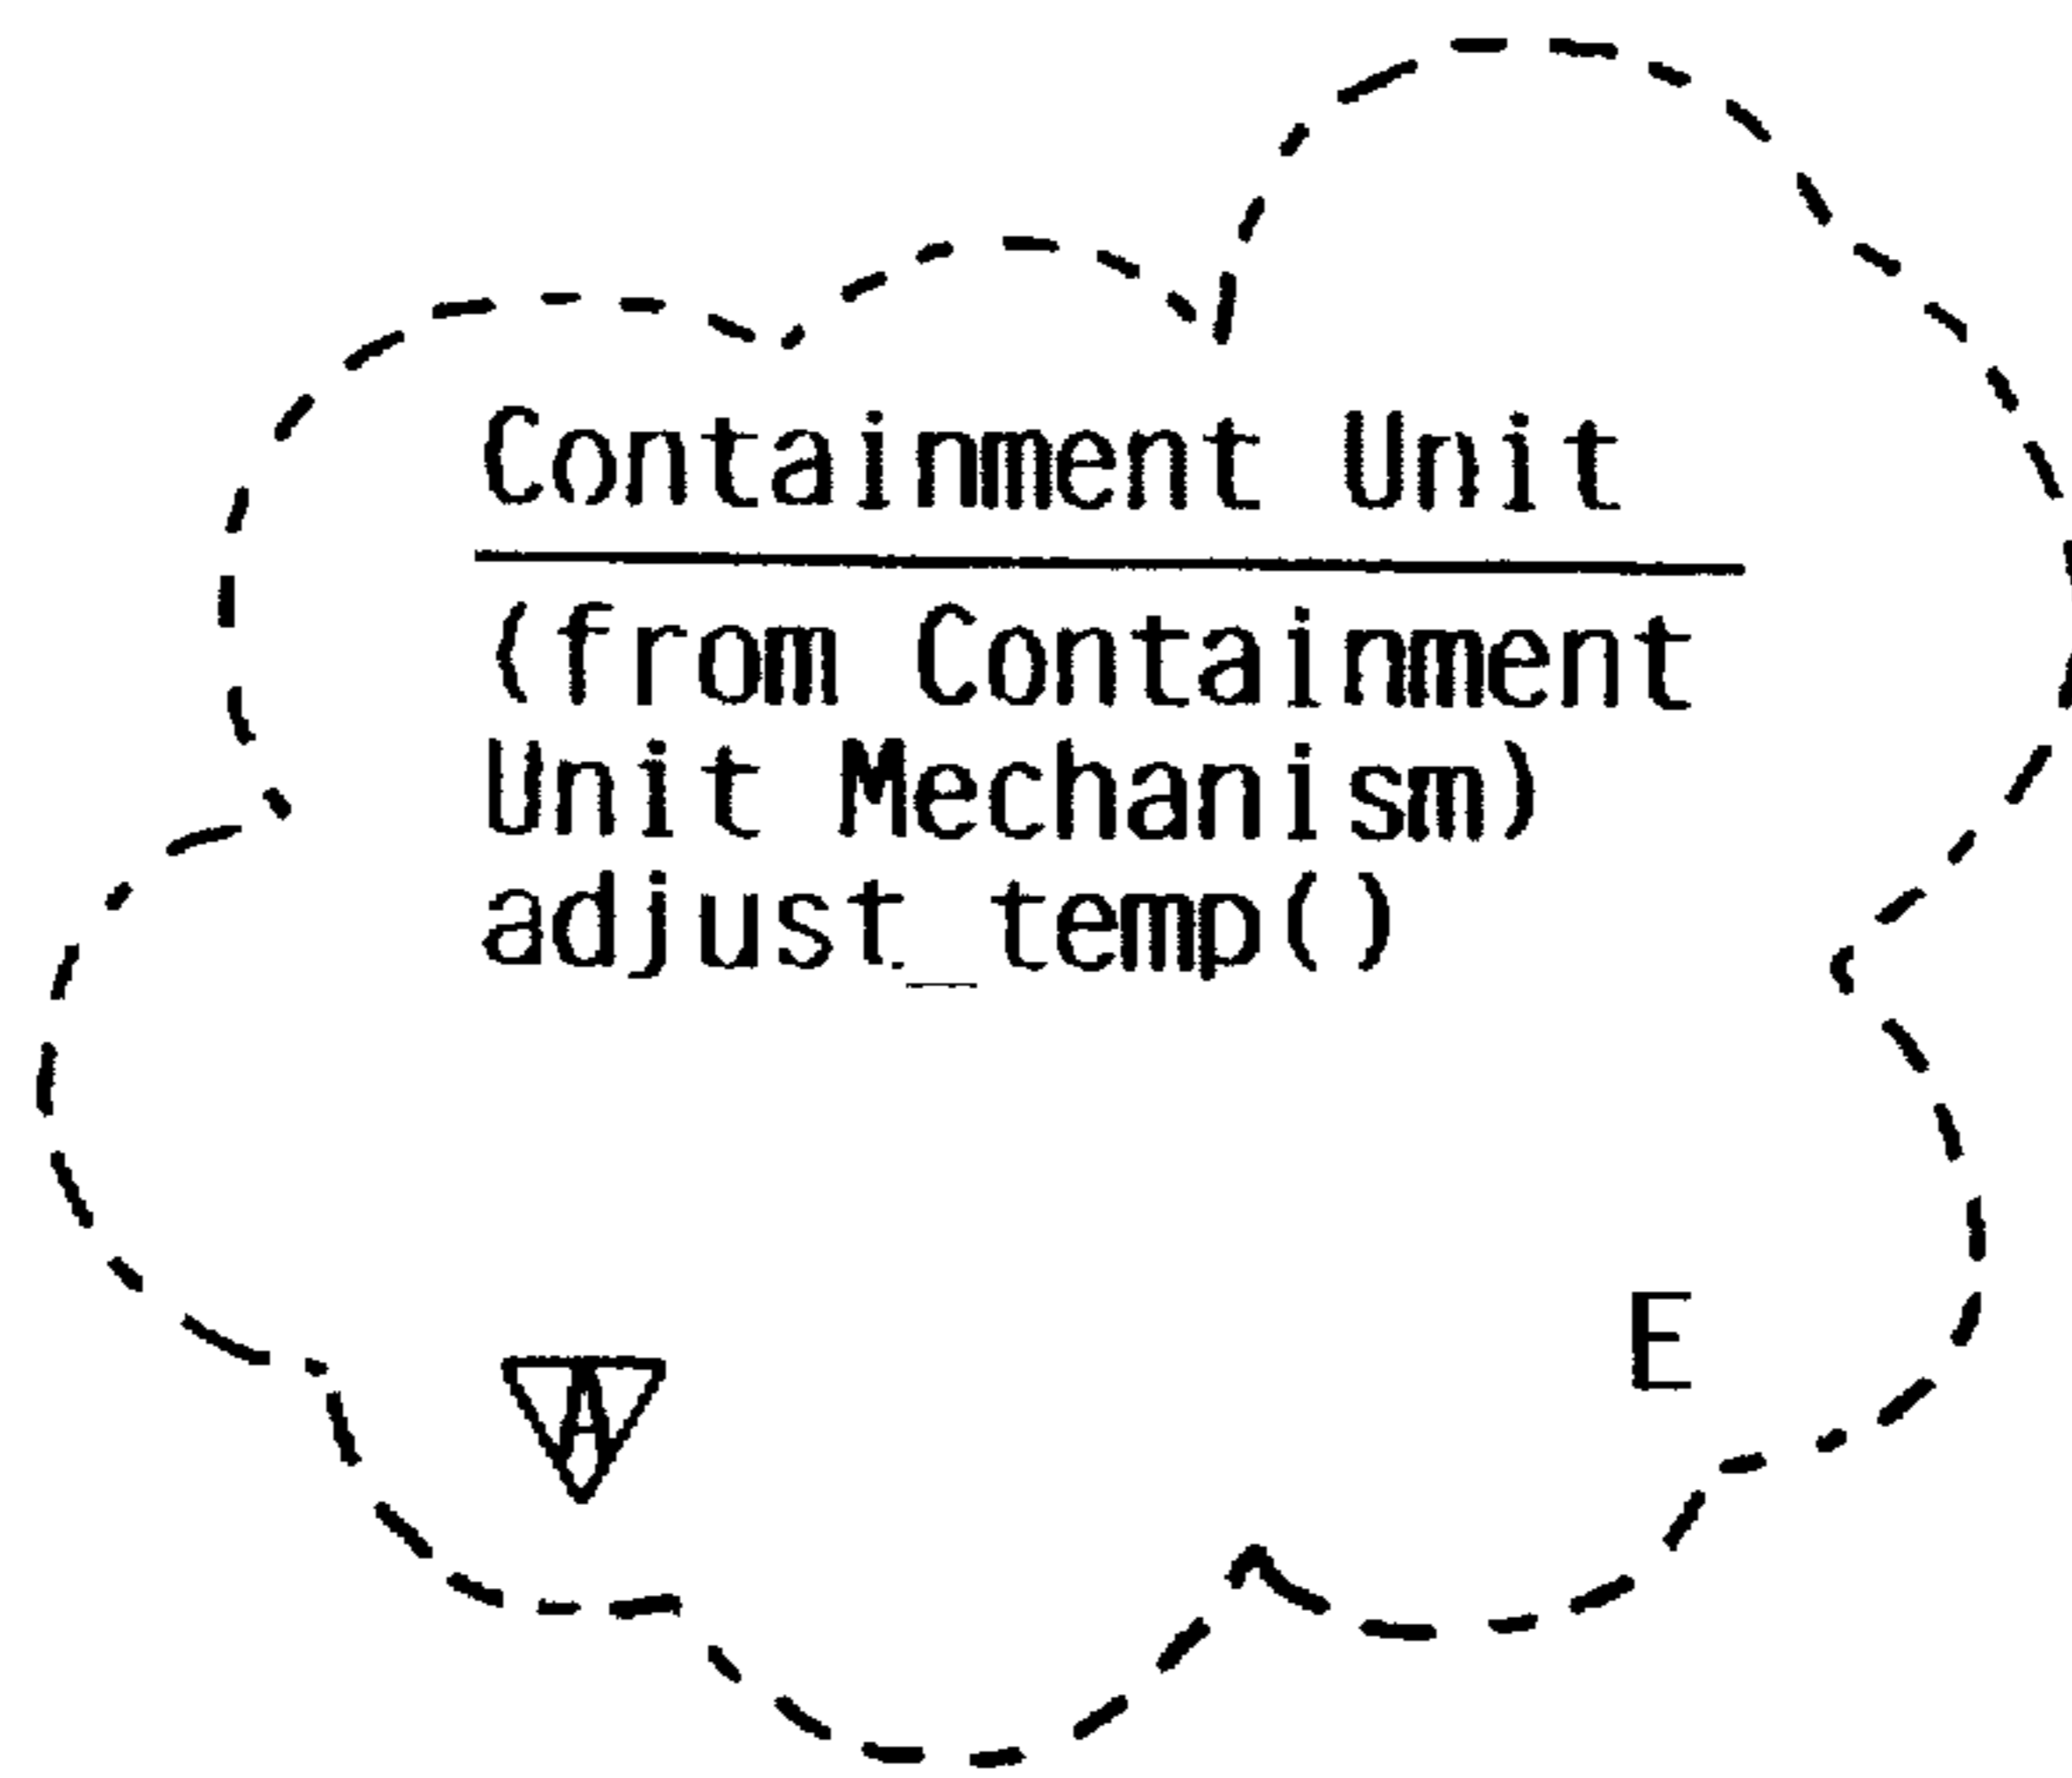 Containment Unit
(from Containment
Unit Mechanism)
adjust_temp()
E
A